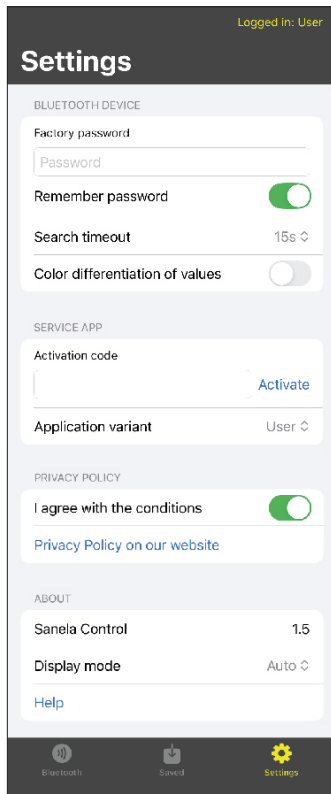 Logged in: User
Settings
BLUETOOTH DEVICE
Factory password
Password
Remember password
Search timeout 15s
Color differentiation of values
SERVICE APP
Activation code
Activate
Application variant User
PRIVACY POLICY
I agree with the conditions
Privacy Policy on our website
ABOUT
Sanela Control 1.5
Display mode Auto
Help
Bluetooth Saved Settings